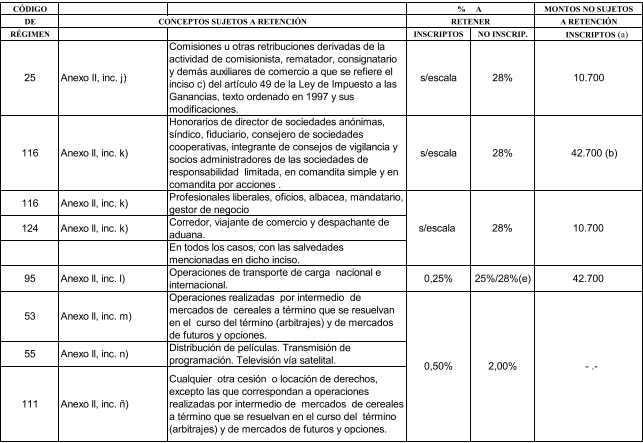 CÓDIGO % A MONTOS NO SUJETOS
DE CONCEPTOS SUJETOS A RETENCIÓN RETENER A RETENCIÓN
RÉGIMEN INSCRIPTOS NO INSCRIP. INSCRIPTOS (a)
Comisiones u otras retribuciones derivadas de la
actividad de comisionista, rematador, consignatario
y demás auxiliares de comercio a que se refiere el
25 Anexo II, inc. j) inciso c) del artículo 49 de la Ley de Impuesto a las s/escala 28% 10.700
Ganancias, texto ordenado en 1997 y sus
modificaciones.
Honorarios de director de sociedades anónimas,
síndico, fiduciario, consejero de sociedades
116 Anexo II, inc. k) cooperativas, integrante de consejos de vigilancia y s/escala 28% 42.700 (b)
socios administradores de las sociedades de
responsabilidad limitada, en comandita simple y en
comandita por acciones .
116 Anexo II, inc. k) Profesionales liberales, oficios, albacea, mandatario,
gestor de negocio
124 Anexo II, inc. k) Corredor, viajante de comercio y despachante de s/escala 28% 10.700
aduana.
En todos los casos, con las salvedades
mencionadas en dicho inciso.
95 Anexo II, inc. l) Operaciones de transporte de carga nacional e 0,25% 25%/28%(e) 42.700
internacional.
Operaciones realizadas por intermedio de
53 Anexo II, inc. m) mercados de cereales a término que se resuelvan
en el curso del término (arbitrajes) y de mercados
de futuros y opciones.
55 Anexo II, inc. n) Distribución de películas. Transmisión de
programación. Televisión vía satelital.
0,50% 2,00% - .-
Cualquier otra cesión o locación de derechos,
excepto las que correspondan a operaciones
111 Anexo II, inc. ñ) realizadas por intermedio de mercados de cereales
a término que se resuelvan en el curso del término
(arbitrajes) y de mercados de futuros y opciones.